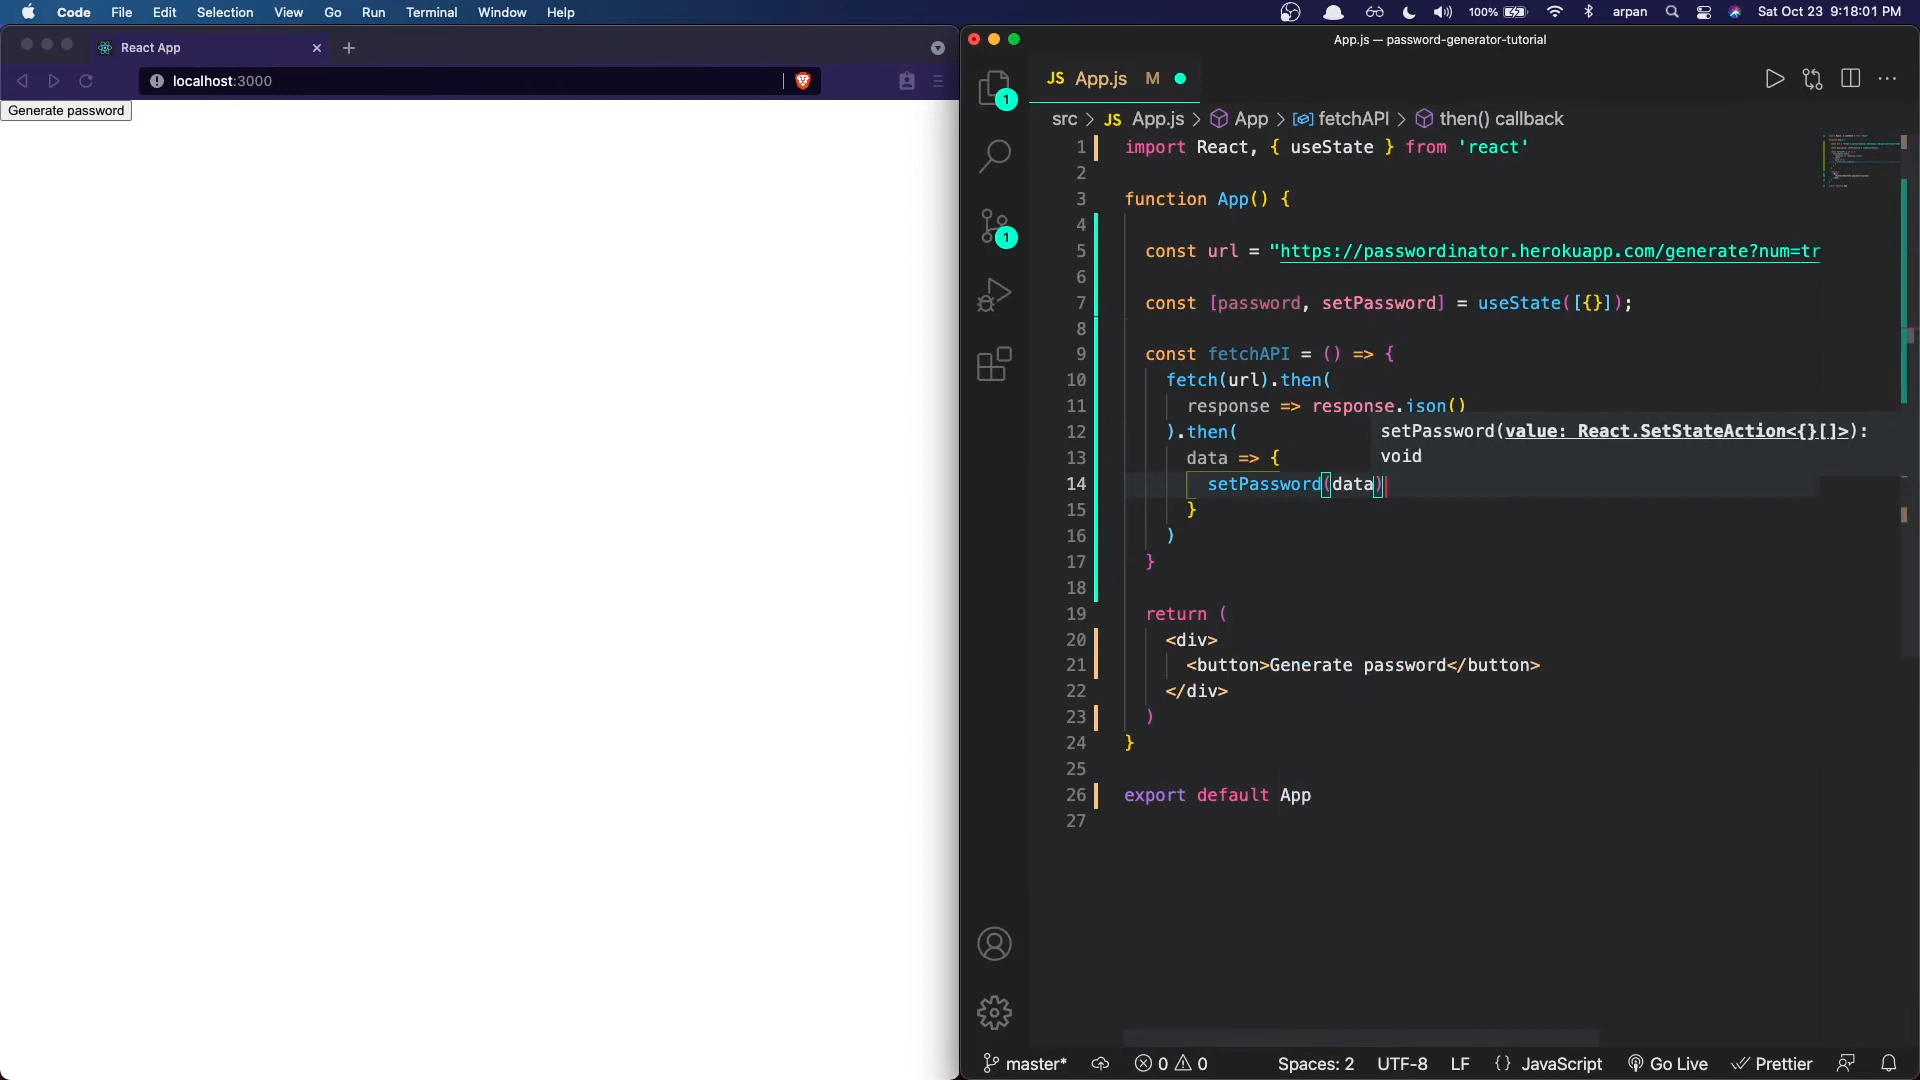 Code File Edit Selection View Go Run Terminal Window Help 100% arpan Sat Oct 23 9:18:01 PM
React App
localhost:3000
Generate password
App.js — password-generator-tutorial
JS App.js M
src > JS App.js > App > fetchAPI > then() callback
1 import React, { useState } from 'react'
2
3 function App() {
4
5 const url = "https://passwordinator.herokuapp.com/generate?num=tr
6
7 const [password, setPassword] = useState([{}]);
8
9 const fetchAPI = () => {
10 fetch(url).then(
11 response => response.json()
12 ).then(
setPassword(value: React.SetStateAction<{}[]>):
void
13 data => {
14 setPassword(data)
15 }
16 )
17 }
18
19 return (
20 <div>
21 <button>Generate password</button>
22 </div>
23 )
24 }
25
26 export default App
27
1
1
master* 0 0 Spaces: 2 UTF-8 LF {} JavaScript Go Live Prettier